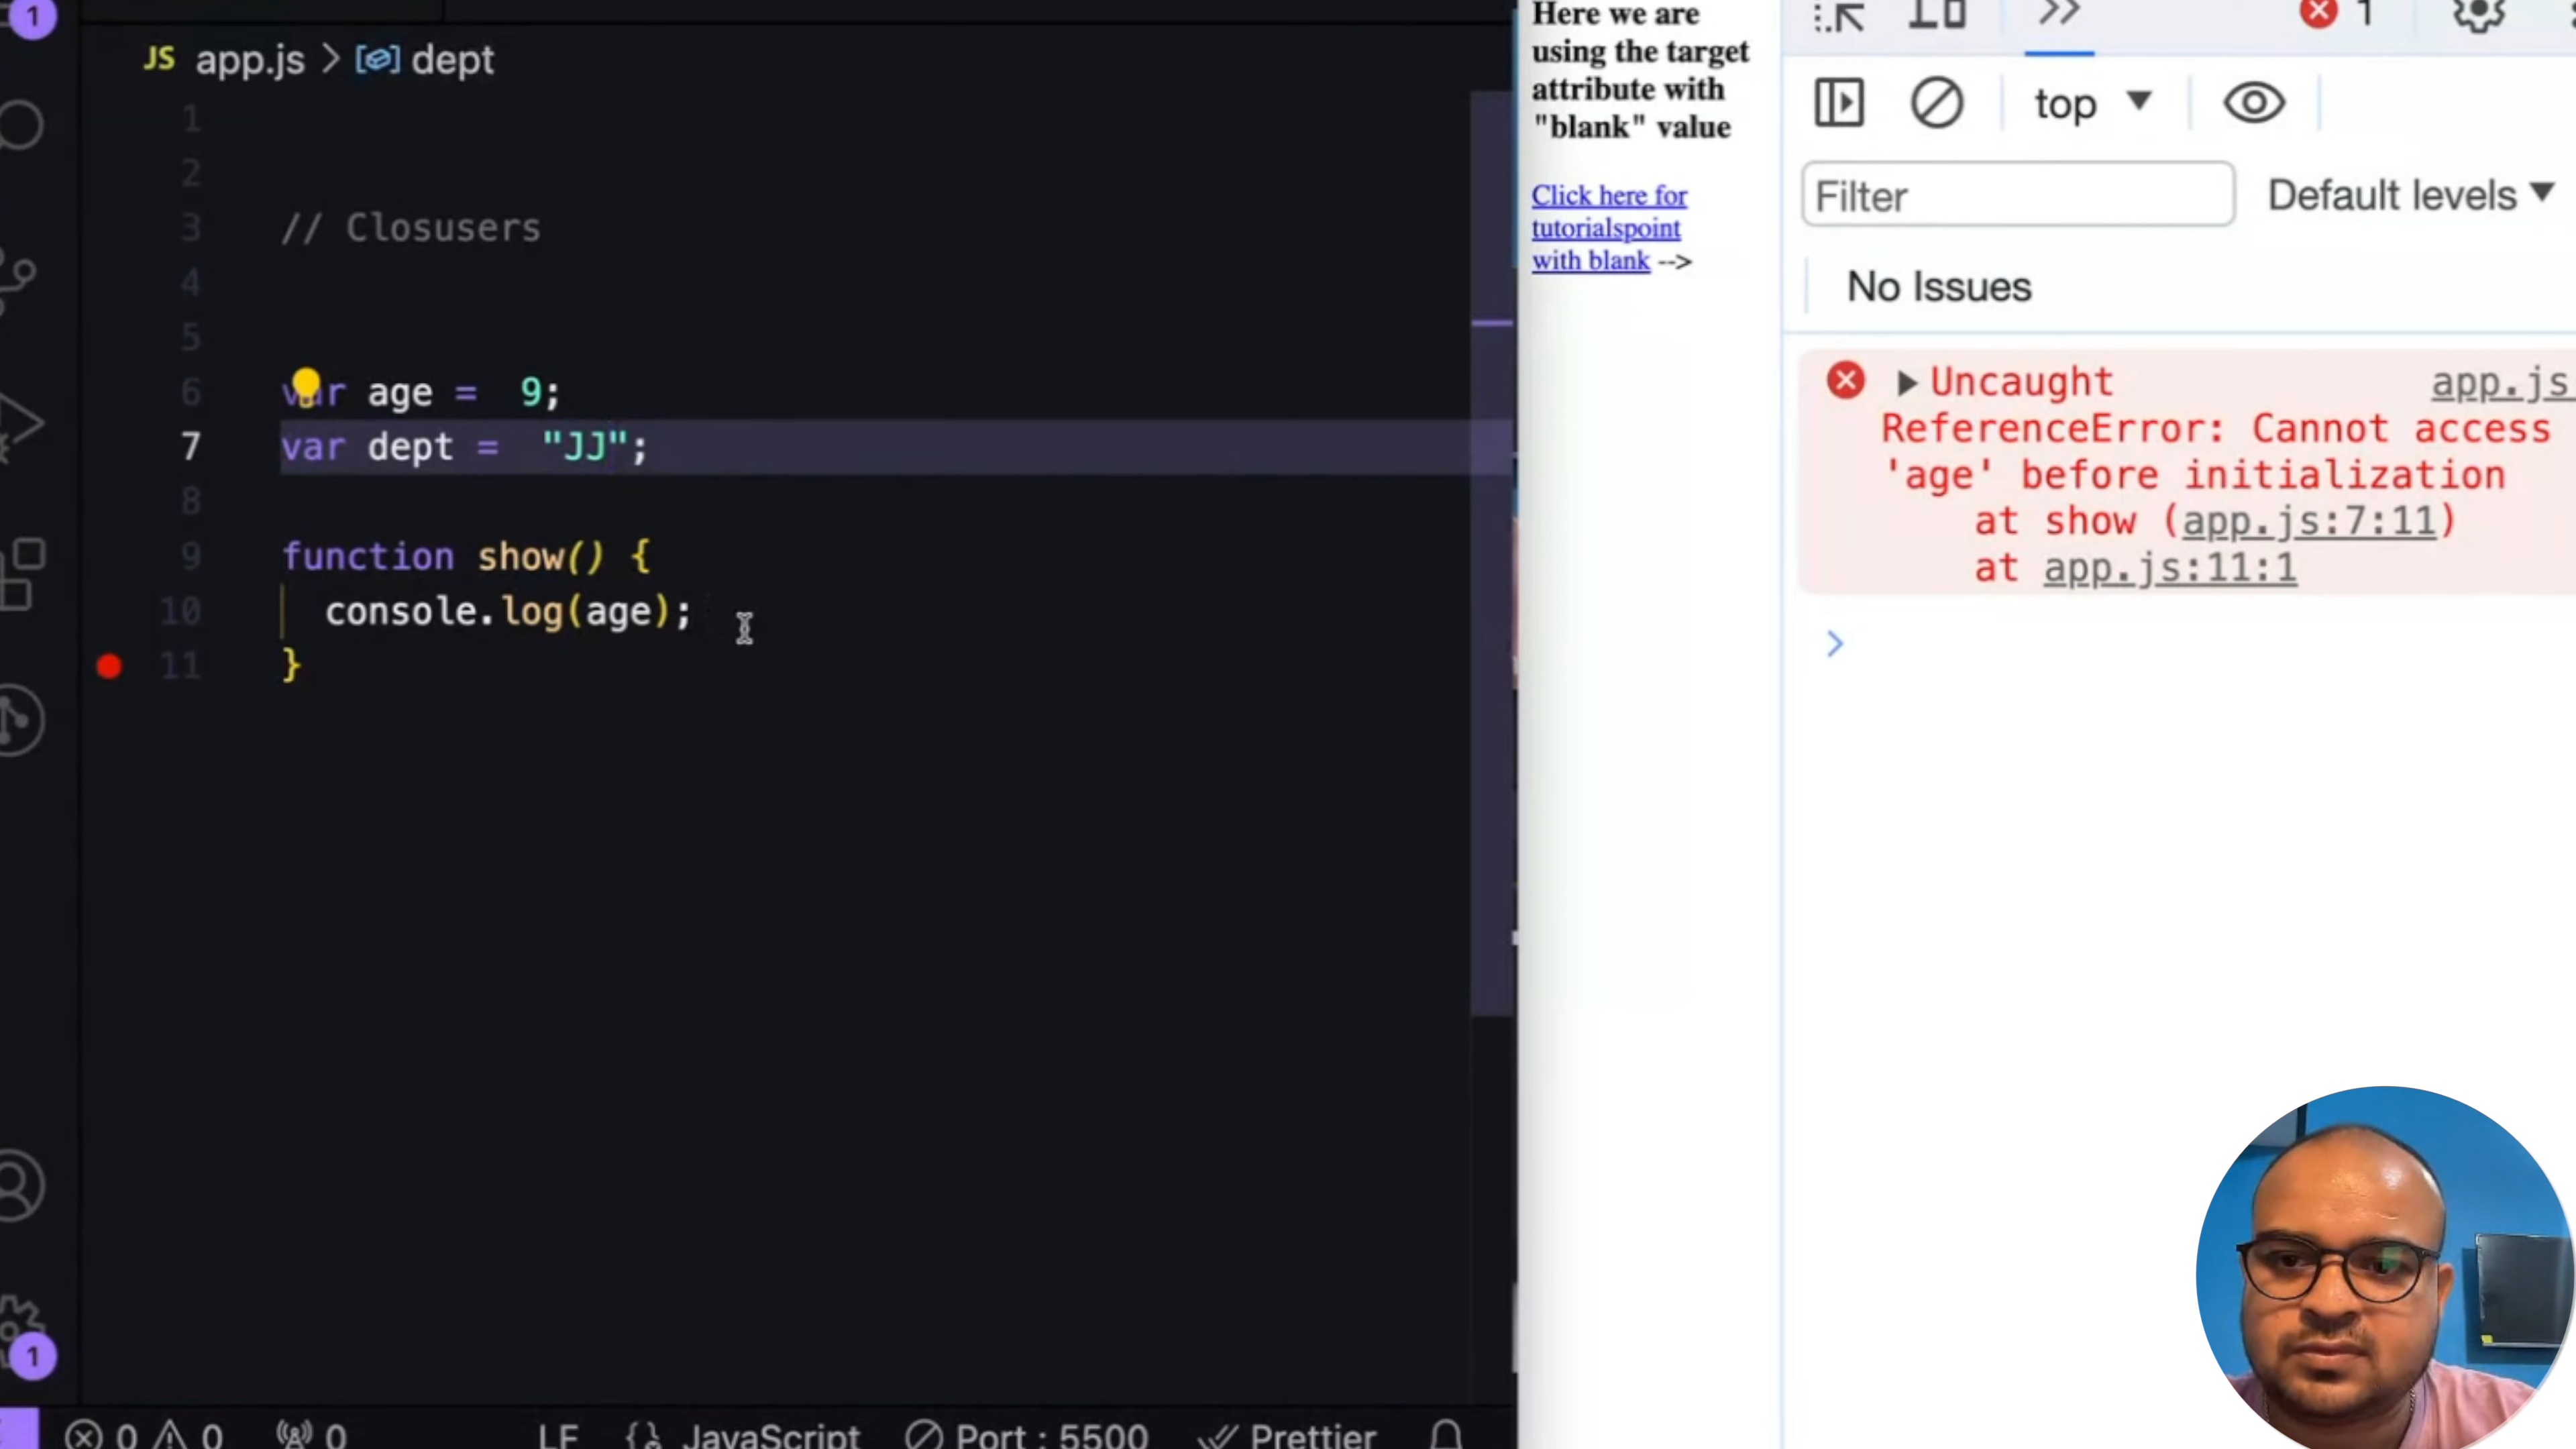 1
JS app.js > dept
1
2
3 // Closusers
4
5
6 var age = 9;
7 var dept = "JJ";
8
9 function show() {
10 console.log(age);
11 }
1
0 0 0 LF JavaScript Port : 5500 Prettier
Here we are
using the target
attribute with
"blank" value
Click here for
tutorialspoint
with blank -->
1
top
Filter Default levels
No Issues
Uncaught app.js
ReferenceError: Cannot access
'age' before initialization
at show (app.js:7:11)
at app.js:11:1